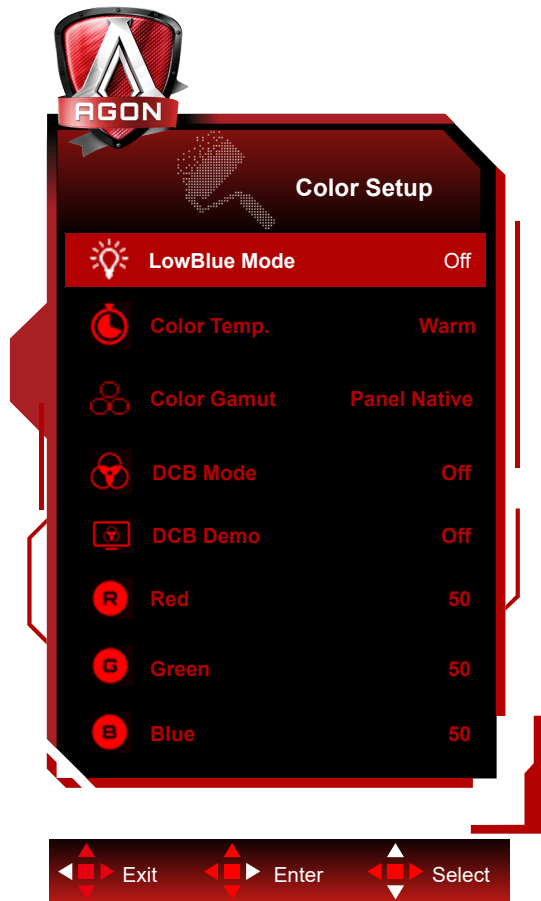 AGON
Color Setup
LowBlue Mode Off
Color Temp. Warm
Color Gamut Panel Native
DCB Mode Off
DCB Demo Off
R Red 50
G Green 50
B Blue 50
Exit Enter Select